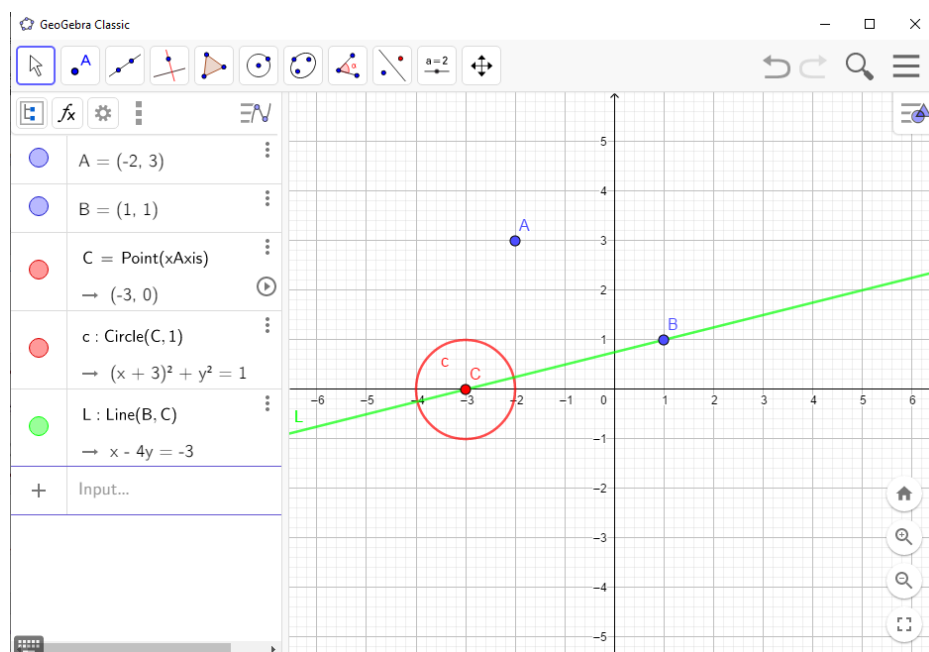 GeoGebra Classic
A
a=2
fx
A = (-2, 3)
B = (1, 1)
C = Point(xAxis)
→ (-3, 0)
c : Circle(C, 1)
→ (x + 3)² + y² = 1
L : Line(B, C)
→ x - 4y = -3
+ Input...
5
4
A
3
2
B
1
c
C
−6 −5 −4 −3 −2 −1 0 1 2 3 4 5 6
L
−1
−2
−3
−4
−5